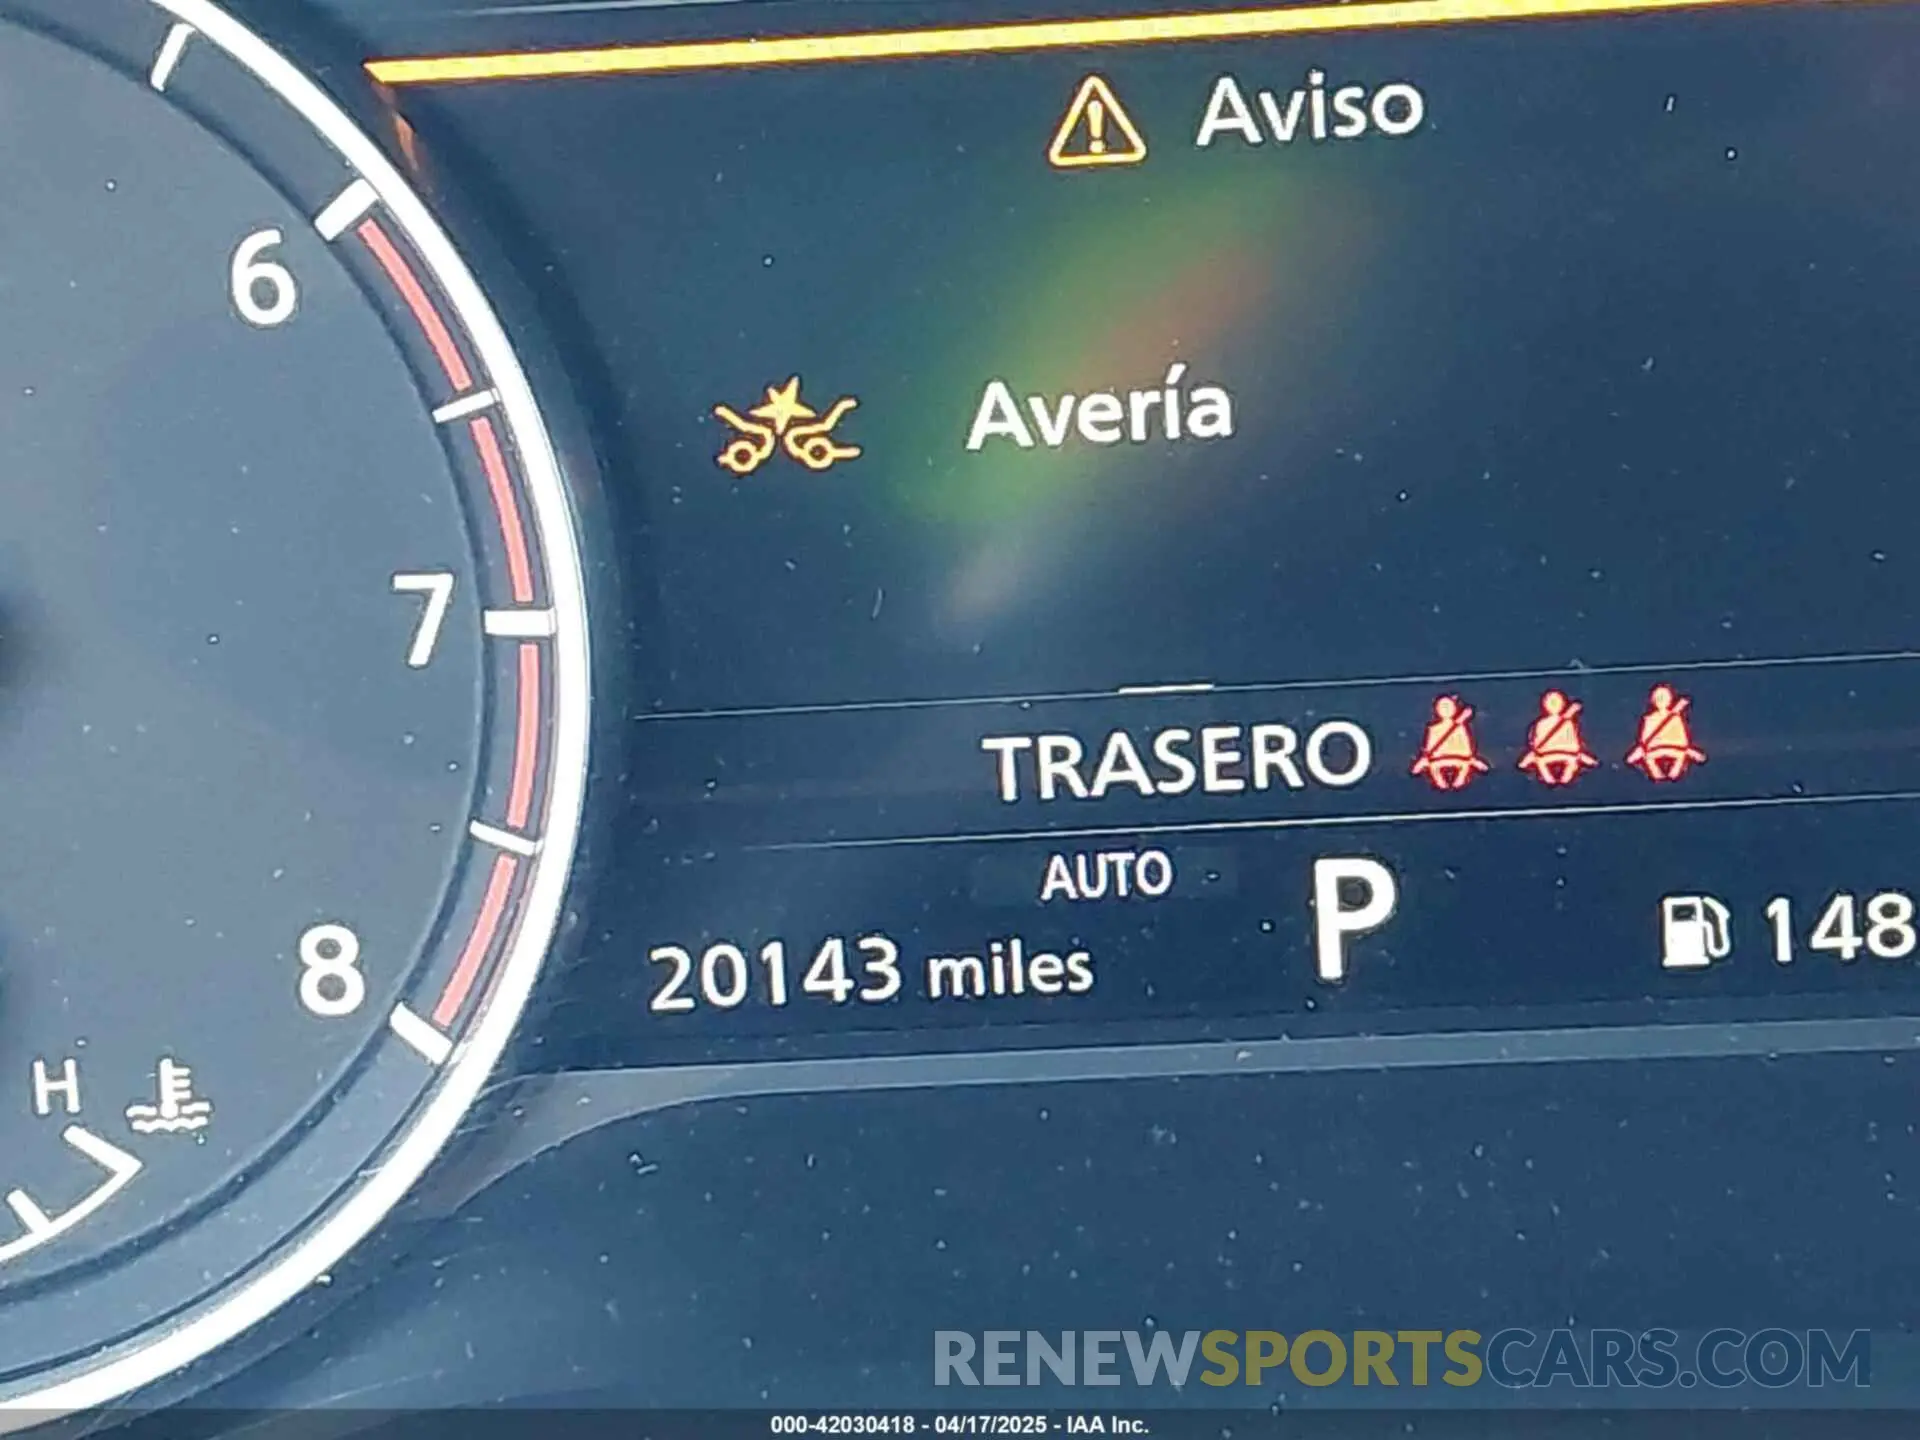 Aviso
6
Avería
7
TRASERO
AUTO
P
8
20143 miles
148
H
RENEWSPORTSCARS.COM
000-42030418 - 04/17/2025 - IAA Inc.